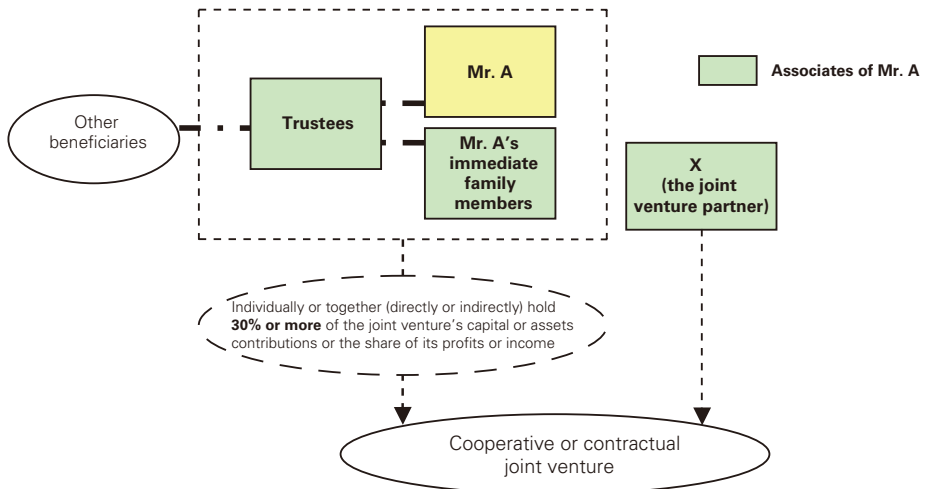 Other
beneficiaries
Trustees
Mr. A
Mr. A's
immediate
family
members
Associates of Mr. A
X
(the joint
venture partner)
Individually or together (directly or indirectly) hold
30% or more of the joint venture's capital or assets
contributions or the share of its profits or income
Cooperative or contractual
joint venture